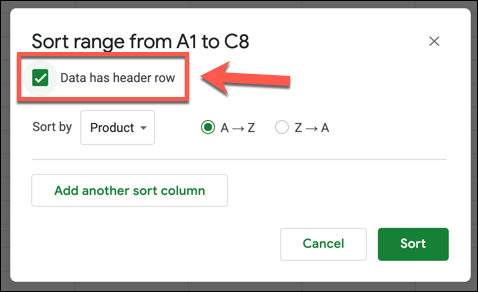 Sort range from A1 to C8
Data has header row
Sort by Product A → Z Z → A
Add another sort column
Cancel Sort